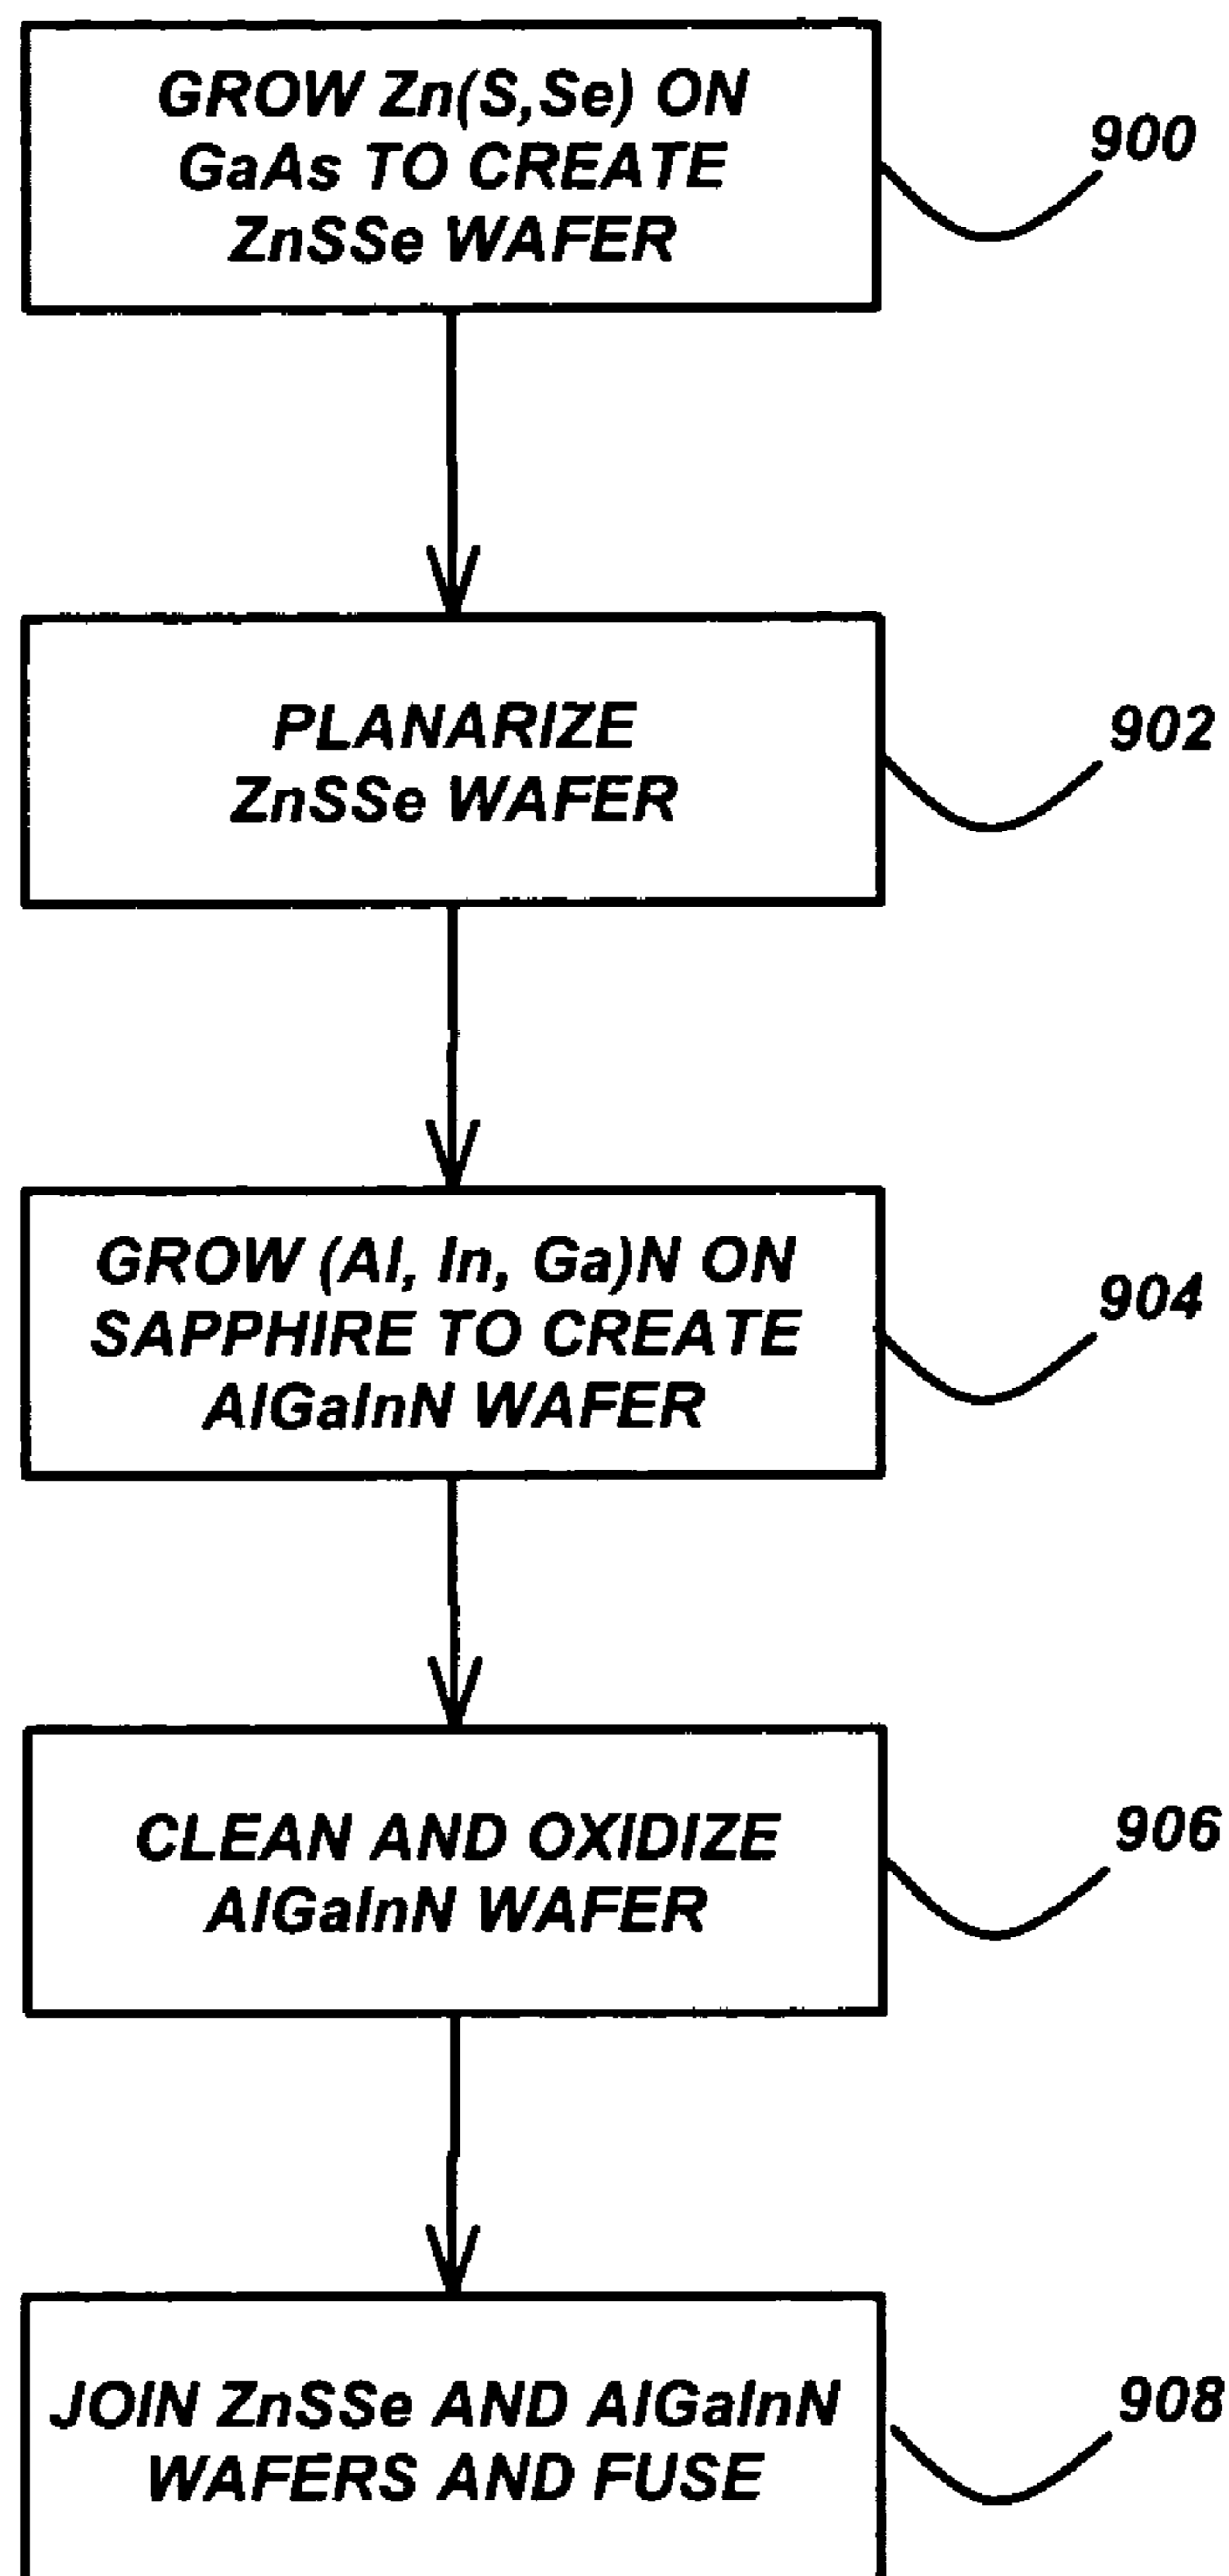 GROW Zn(S,Se) ON
GaAs TO CREATE
ZnSSe WAFER
900
PLANARIZE
ZnSSe WAFER
902
GROW (Al, In, Ga)N ON
SAPPHIRE TO CREATE
AlGaInN WAFER
904
CLEAN AND OXIDIZE
AlGaInN WAFER
906
JOIN ZnSSe AND AlGaInN
WAFERS AND FUSE
908